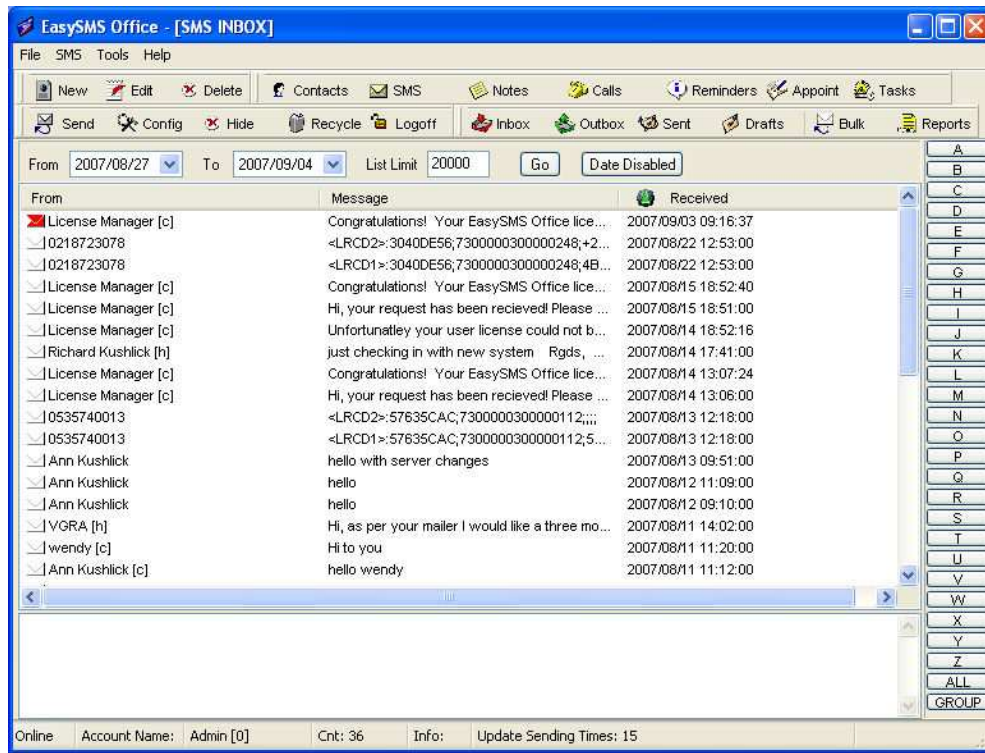 EasySMS Office - [SMS INBOX]
File SMS Tools Help
New Edit Delete Contacts SMS Notes Calls Reminders Appoint Tasks
Send Config Hide Recycle Logoff Inbox Outbox Sent Drafts Bulk Reports
From 2007/08/27 To 2007/09/04 List Limit 20000 Go Date Disabled
From Message Received
License Manager [c] Congratulations! Your EasySMS Office lice... 2007/09/03 09:16:37
0218723078 <LRCD2>:3040DE56;7300000300000248;+2... 2007/08/22 12:53:00
0218723078 <LRCD1>:3040DE56;7300000300000248;4B... 2007/08/22 12:53:00
License Manager [c] Congratulations! Your EasySMS Office lice... 2007/08/15 18:52:40
License Manager [c] Hi, your request has been recieved! Please ... 2007/08/15 18:51:00
License Manager [c] Unfortunatley your user license could not b... 2007/08/14 18:52:16
Richard Kushlick [h] just checking in with new system Rgds, ... 2007/08/14 17:41:00
License Manager [c] Congratulations! Your EasySMS Office lice... 2007/08/14 13:07:24
License Manager [c] Hi, your request has been recieved! Please ... 2007/08/14 13:06:00
0535740013 <LRCD2>:57635CAC;7300000300000112;;;; 2007/08/13 12:18:00
0535740013 <LRCD1>:57635CAC;7300000300000112;5... 2007/08/13 12:18:00
Ann Kushlick hello with server changes 2007/08/13 09:51:00
Ann Kushlick hello 2007/08/12 11:09:00
Ann Kushlick hello 2007/08/12 09:10:00
VGRA [h] Hi, as per your mailer I would like a three mo... 2007/08/11 14:02:00
wendy [c] Hi to you 2007/08/11 11:20:00
Ann Kushlick [c] hello wendy 2007/08/11 11:12:00
A
B
C
D
E
F
G
H
I
J
K
L
M
N
O
P
Q
R
S
T
U
V
W
X
Y
Z
ALL
GROUP
Online Account Name: Admin [0] Cnt: 36 Info: Update Sending Times: 15